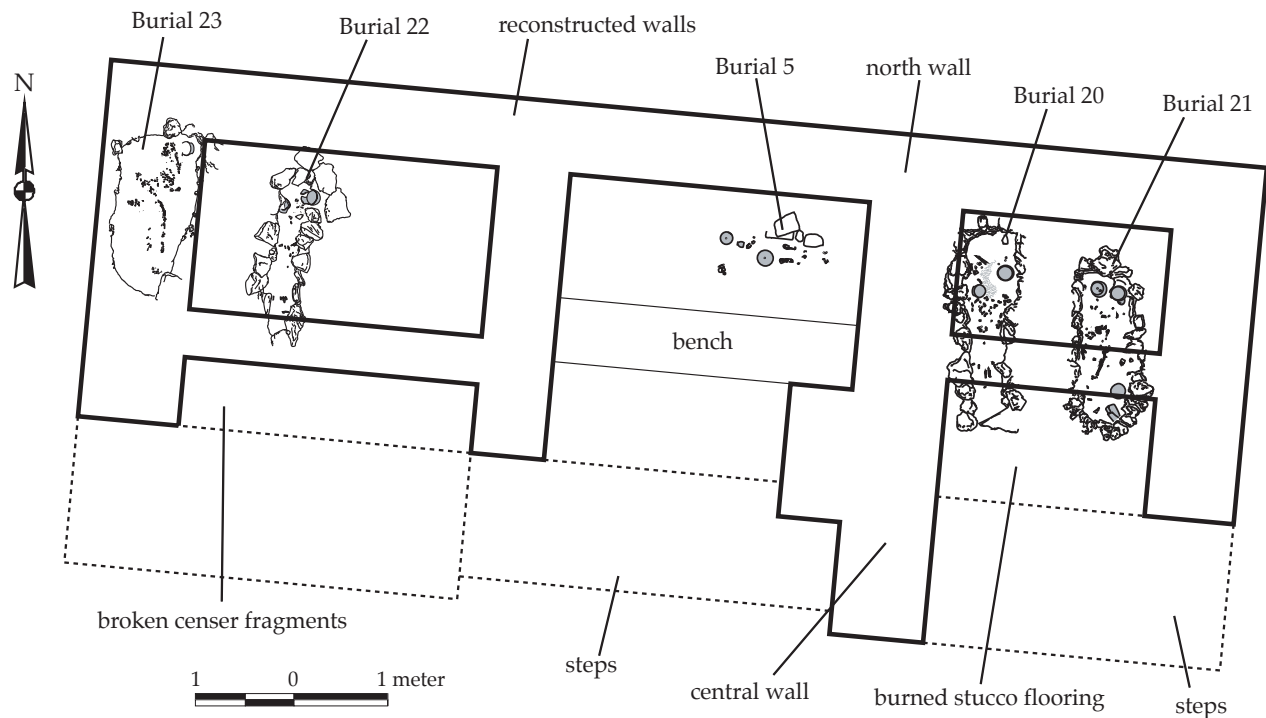 Burial 23
Burial 22
reconstructed walls
Burial 5
north wall
Burial 20
Burial 21
N
bench
broken censer fragments
steps
central wall
burned stucco flooring
steps
1 0 1 meter